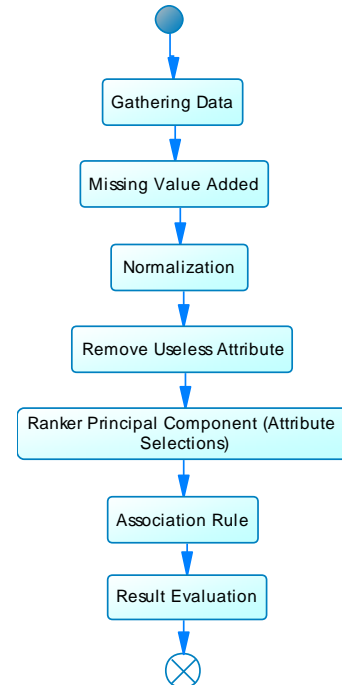 Gathering Data
Missing Value Added
Normalization
Remove Useless Attribute
Ranker Principal Component (Attribute
Selections)
Association Rule
Result Evaluation